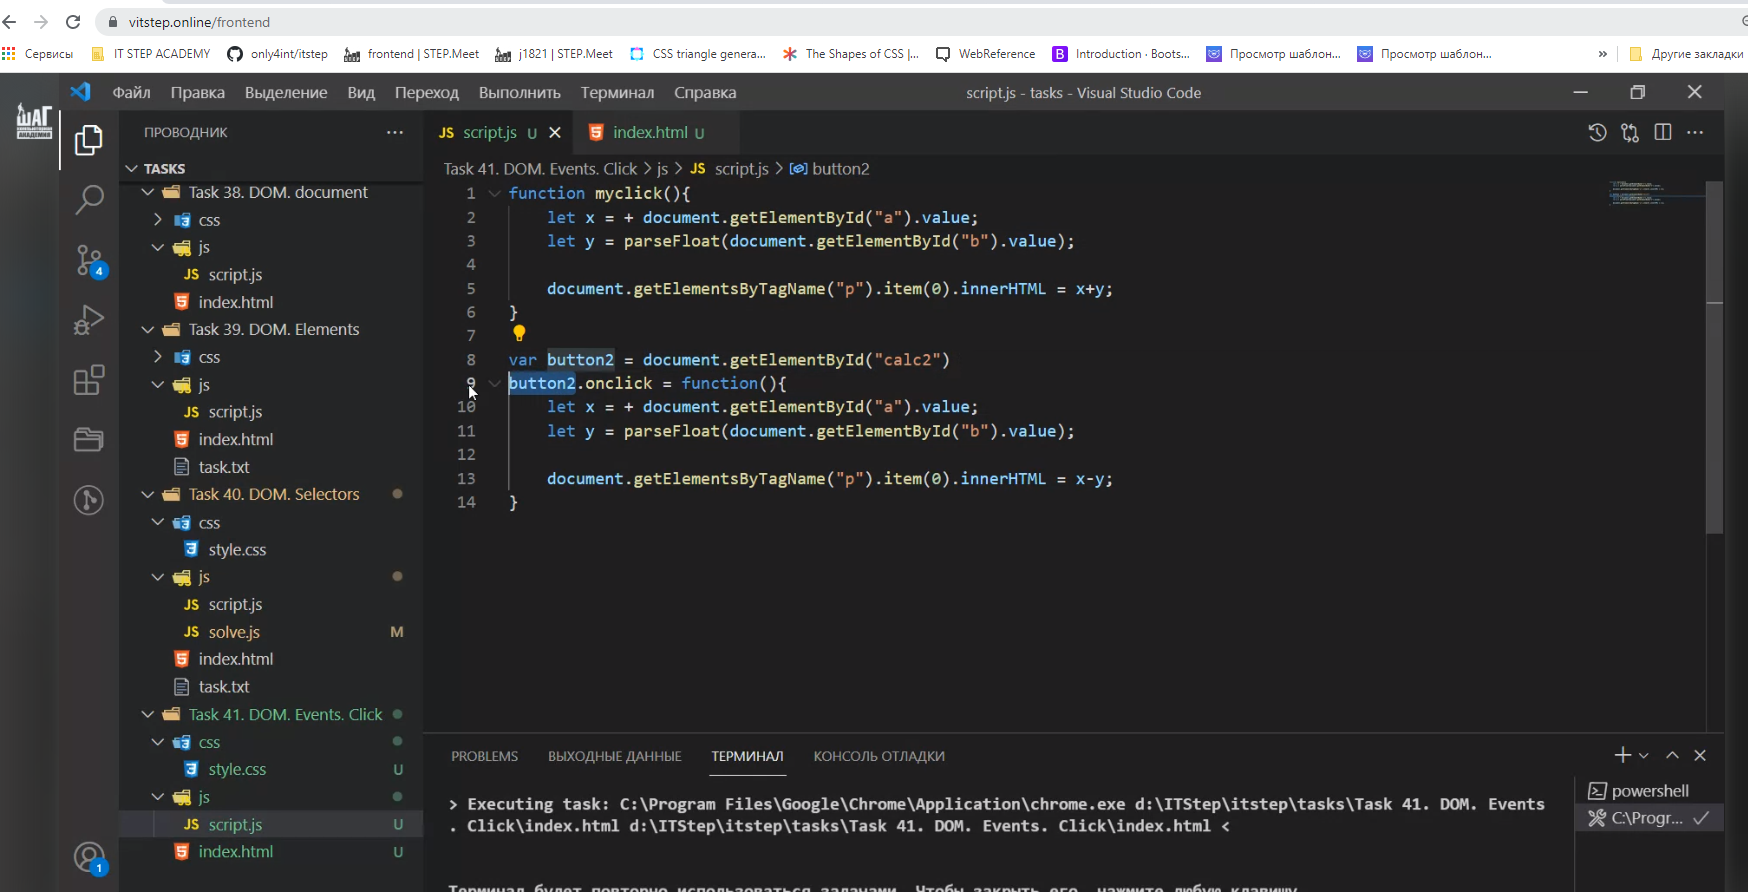 vitstep.online/frontend
Сервисы
IT STEP ACADEMY
only4int/itstep
frontend | STEP.Meet
j1821 | STEP.Meet
CSS triangle genera...
The Shapes of CSS |...
WebReference
B Introduction · Boots...
Просмотр шаблон...
Просмотр шаблон...
»
Другие закладки
ШАГ
Файл Правка Выделение Вид Переход Выполнить Терминал Справка
script.js - tasks - Visual Studio Code
ПРОВОДНИК ...
TASKS
Task 38. DOM. document
css
js
JS script.js
index.html
Task 39. DOM. Elements
css
js
JS script.js
index.html
task.txt
Task 40. DOM. Selectors
css
style.css
js
JS script.js
JS solve.js M
index.html
task.txt
Task 41. DOM. Events. Click
css
style.css U
js
JS script.js U
index.html U
4
1
JS script.js U
index.html U
Task 41. DOM. Events. Click > js > JS script.js > button2
1 function myclick(){
2 let x = + document.getElementById("a").value;
3 let y = parseFloat(document.getElementById("b").value);
4
5 document.getElementsByTagName("p").item(0).innerHTML = x+y;
6 }
7
8 var button2 = document.getElementById("calc2")
9 button2.onclick = function(){
10 let x = + document.getElementById("a").value;
11 let y = parseFloat(document.getElementById("b").value);
12
13 document.getElementsByTagName("p").item(0).innerHTML = x-y;
14 }
PROBLEMS ВЫХОДНЫЕ ДАННЫЕ ТЕРМИНАЛ КОНСОЛЬ ОТЛАДКИ
> Executing task: C:\Program Files\Google\Chrome\Application\chrome.exe d:\ITStep\itstep\tasks\Task 41. DOM. Events
. Click\index.html d:\ITStep\itstep\tasks\Task 41. DOM. Events. Click\index.html <
Терминал будет повторно использоваться задачами. Чтобы закрыть его, нажмите любую клавишу.
powershell
C:\Progr...